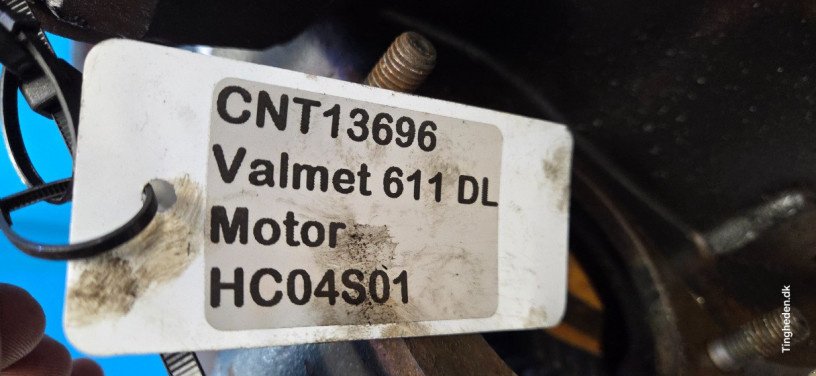 CNT13696
Valmet 611 DL
Motor
HC04S01
Tingheden.dk